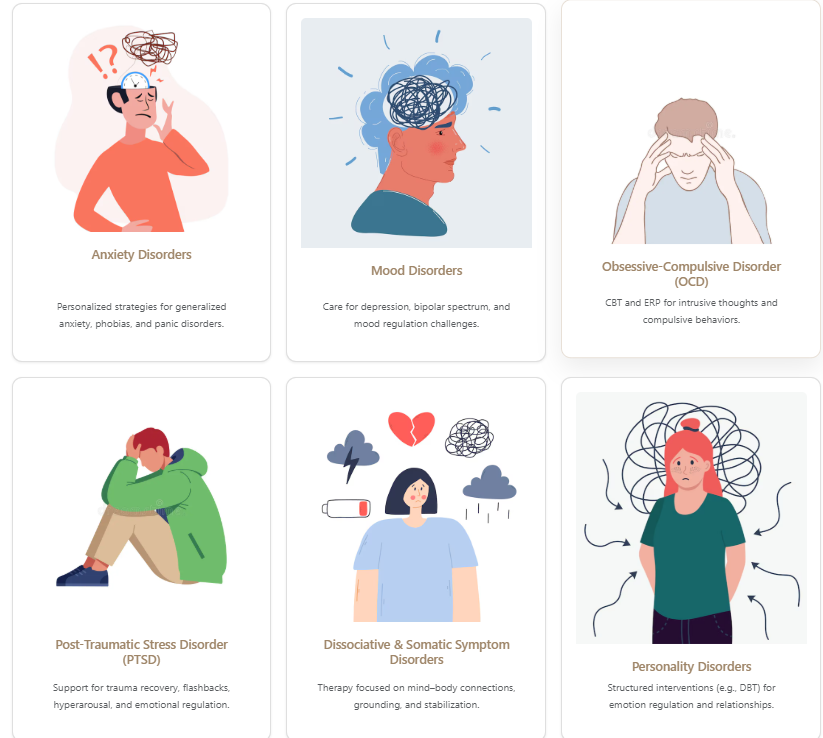 Anxiety Disorders
Personalized strategies for generalized
anxiety, phobias, and panic disorders.
Mood Disorders
Care for depression, bipolar spectrum, and
mood regulation challenges.
Obsessive-Compulsive Disorder
(OCD)
CBT and ERP for intrusive thoughts and
compulsive behaviors.
Post-Traumatic Stress Disorder
(PTSD)
Support for trauma recovery, flashbacks,
hyperarousal, and emotional regulation.
Dissociative & Somatic Symptom
Disorders
Therapy focused on mind–body connections,
grounding, and stabilization.
Personality Disorders
Structured interventions (e.g., DBT) for
emotion regulation and relationships.